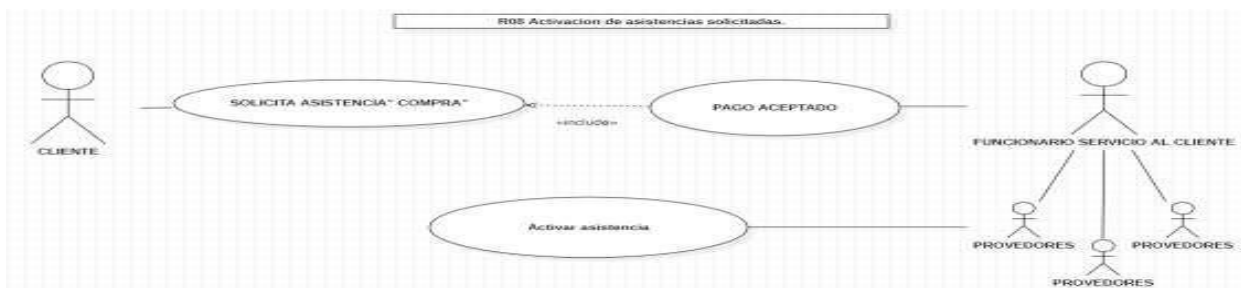 R08 Activacion de asistencias solicitadas.
SOLICITA ASISTENCIA" COMPRA"
PAGO ACEPTADO
«include»
CLIENTE
FUNCIONARIO SERVICIO AL CLIENTE
Activar asistencia
PROVEDORES
PROVEDORES
PROVEDORES